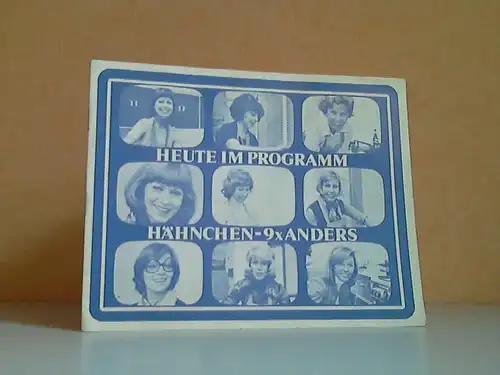 HEUTE IM PROGRAMM
HÄHNCHEN-9xANDERS